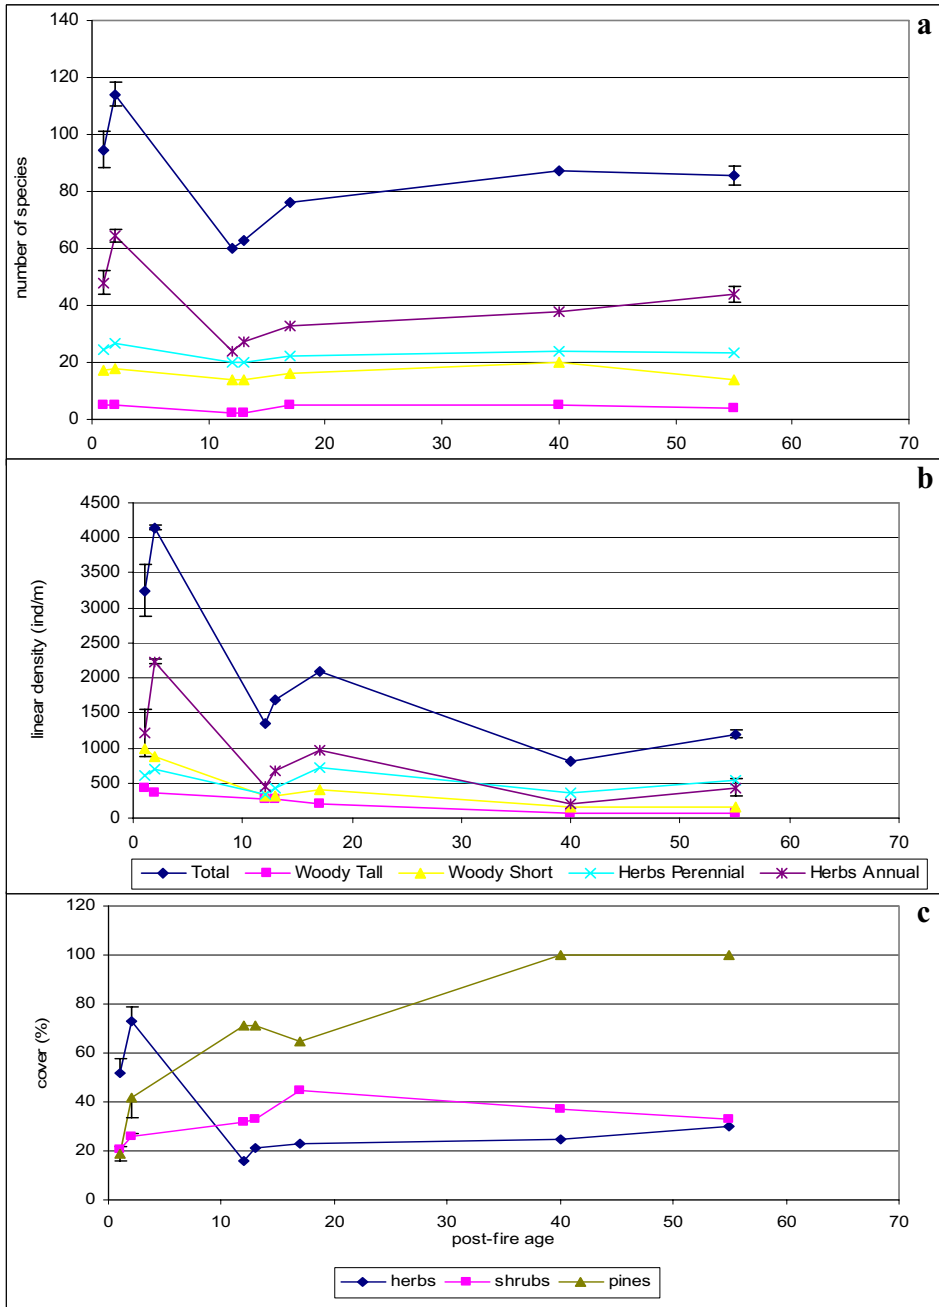 a
140
120
100
80
60
40
20
0
number of species
0 10 20 30 40 50 60 70
b
4500
4000
3500
3000
2500
2000
1500
1000
500
0
linear density (ind/m)
0 10 20 30 40 50 60 70
Total Woody Tall Woody Short Herbs Perennial Herbs Annual
c
120
100
80
60
40
20
0
cover (%)
0 10 20 30 40 50 60 70
post-fire age
herbs shrubs pines